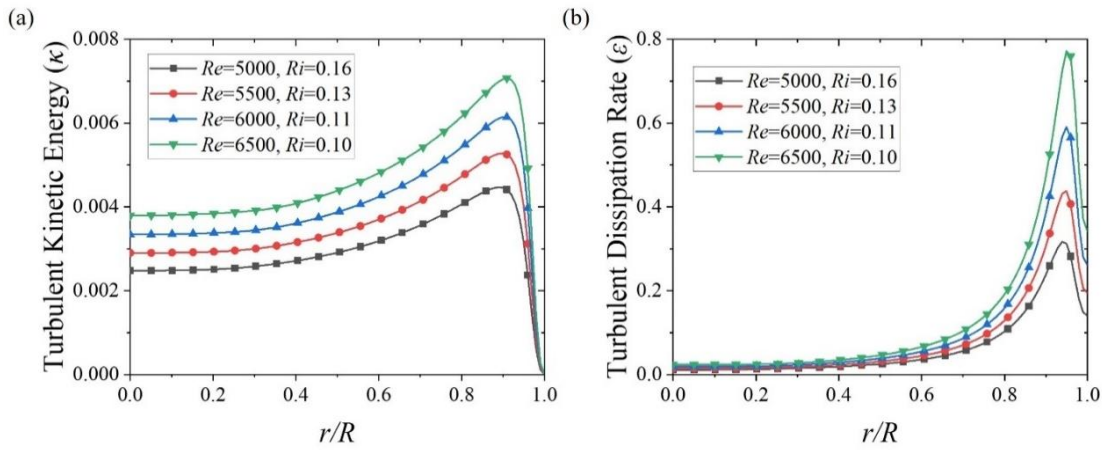 (a)
Turbulent Kinetic Energy (κ)
0.008
0.006
0.004
0.002
0.000
Re=5000, Ri=0.16
Re=5500, Ri=0.13
Re=6000, Ri=0.11
Re=6500, Ri=0.10
0.0 0.2 0.4 0.6 0.8 1.0
r/R
(b)
Turbulent Dissipation Rate (ε)
0.8
0.6
0.4
0.2
0.0
Re=5000, Ri=0.16
Re=5500, Ri=0.13
Re=6000, Ri=0.11
Re=6500, Ri=0.10
0.0 0.2 0.4 0.6 0.8 1.0
r/R